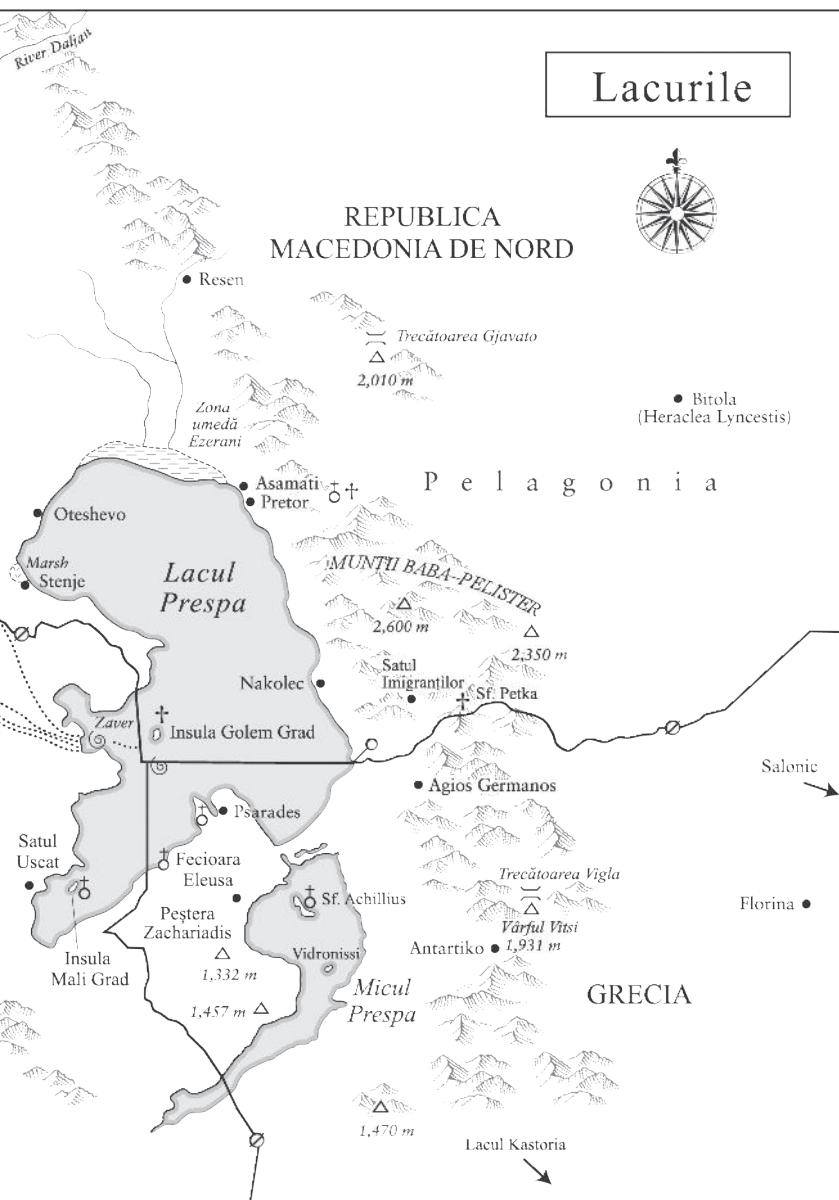 River Daljan
Lacurile
REPUBLICA
MACEDONIA DE NORD
Resen
Trecătoarea Gjavato
2,010 m
Bitola
(Heraclea Lyncestis)
Zona
umedă
Ezerani
Asamati
Pretor
Pelagonia
Oteshevo
Marsh
Stenje
Lacul
Prespa
MUNȚII BABA-PELISTER
2,600 m
2,350 m
Satul
Imigranților
Sf. Petka
Nakolec
Zaver
Insula Golem Grad
Salonic
Agios Germanos
Psarades
Satul
Uscat
Fecioara
Eleusa
Trecătoarea Vigla
Sf. Achillius
Florina
Peștera
Zachariadis
Vârful Vitsi
1,931 m
Antartiko
Insula
Mali Grad
1,332 m
Vidronissi
Micul
Prespa
GRECIA
1,457 m
1,470 m
Lacul Kastoria